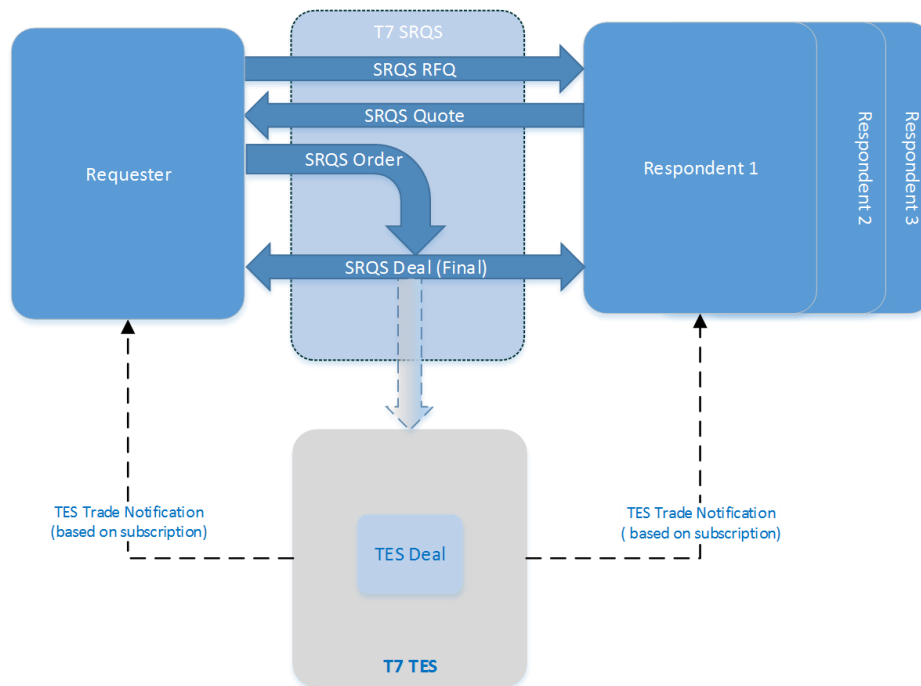 T7 SRQS
SRQS RFQ
SRQS Quote
SRQS Order
Requester
Respondent 1
Respondent 2
Respondent 3
SRQS Deal (Final)
TES Trade Notification
(based on subscription)
TES Trade Notification
( based on subscription)
TES Deal
T7 TES